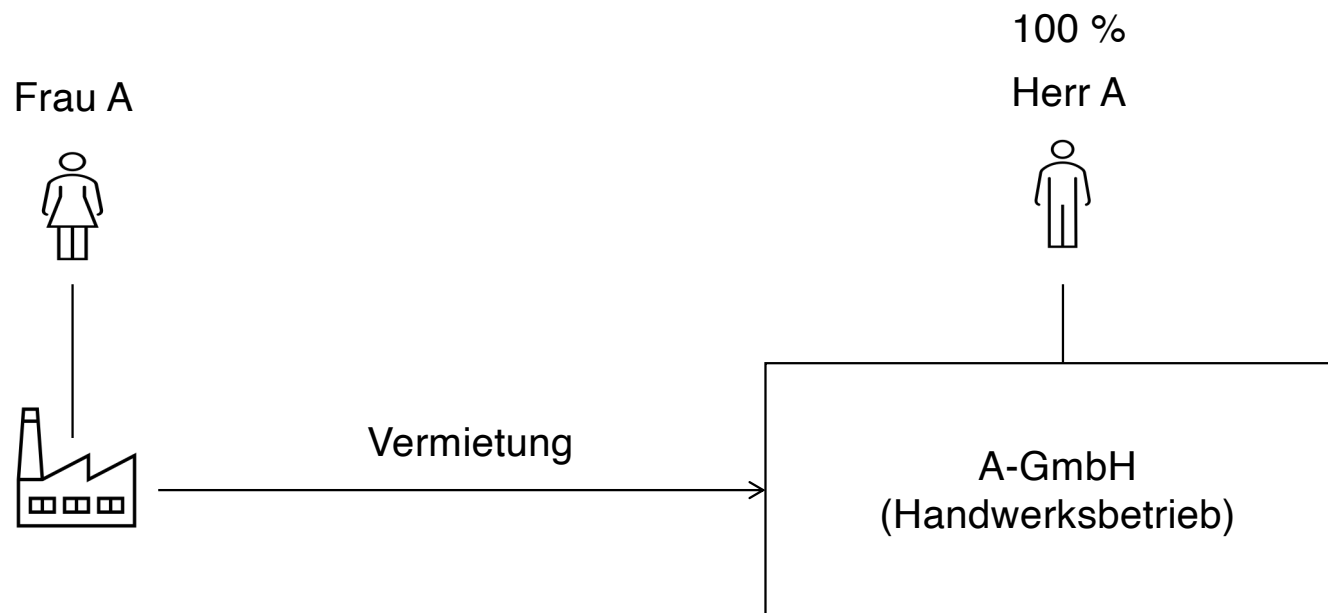 100 %
Frau A
Herr A
Vermietung
A-GmbH
(Handwerksbetrieb)